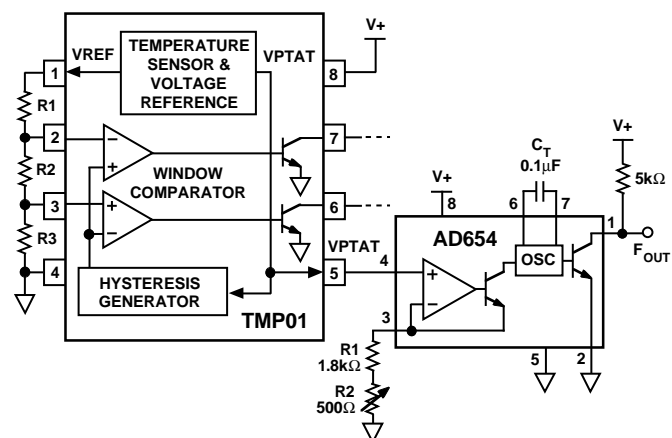 V+
TEMPERATURE
SENSOR &
VOLTAGE
REFERENCE
VREF
VPTAT
1
8
R1
2
7
R2
WINDOW
COMPARATOR
3
6
R3
VPTAT
4
5
HYSTERESIS
GENERATOR
TMP01
V+
8
CT
0.1µF
6
7
V+
5kΩ
1
FOUT
AD654
OSC
4
3
R1
1.8kΩ
R2
500Ω
5
2